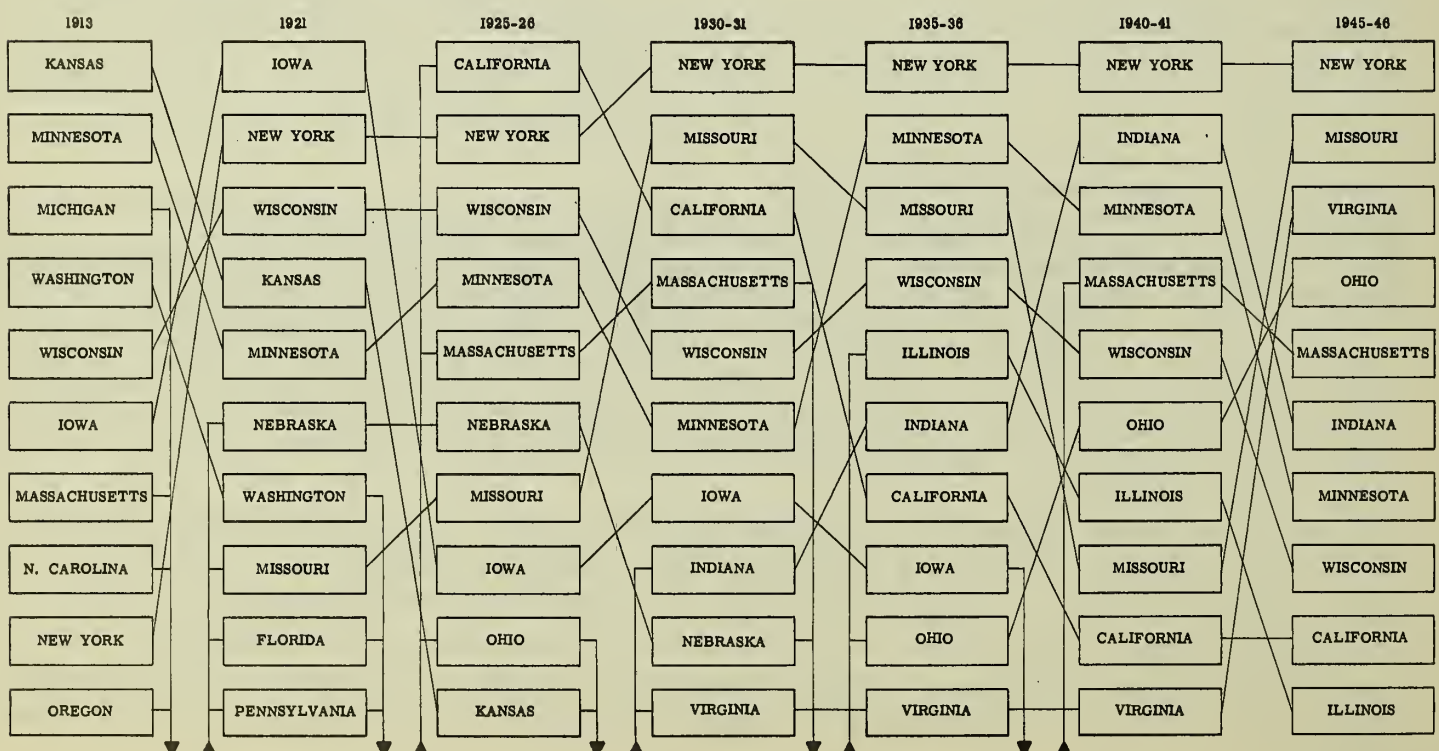 1913 1921 1925-26 1930-31 1935-36 1940-41 1945-46
KANSAS IOWA CALIFORNIA NEW YORK NEW YORK NEW YORK NEW YORK
MINNESOTA NEW YORK NEW YORK MISSOURI MINNESOTA INDIANA MISSOURI
MICHIGAN WISCONSIN WISCONSIN CALIFORNIA MISSOURI MINNESOTA VIRGINIA
WASHINGTON KANSAS MINNESOTA MASSACHUSETTS WISCONSIN MASSACHUSETTS OHIO
WISCONSIN MINNESOTA MASSACHUSETTS WISCONSIN ILLINOIS WISCONSIN MASSACHUSETTS
IOWA NEBRASKA NEBRASKA MINNESOTA INDIANA OHIO INDIANA
MASSACHUSETTS WASHINGTON MISSOURI IOWA CALIFORNIA ILLINOIS MINNESOTA
N. CAROLINA MISSOURI IOWA INDIANA IOWA MISSOURI WISCONSIN
NEW YORK FLORIDA OHIO NEBRASKA OHIO CALIFORNIA CALIFORNIA
OREGON PENNSYLVANIA KANSAS VIRGINIA VIRGINIA VIRGINIA ILLINOIS